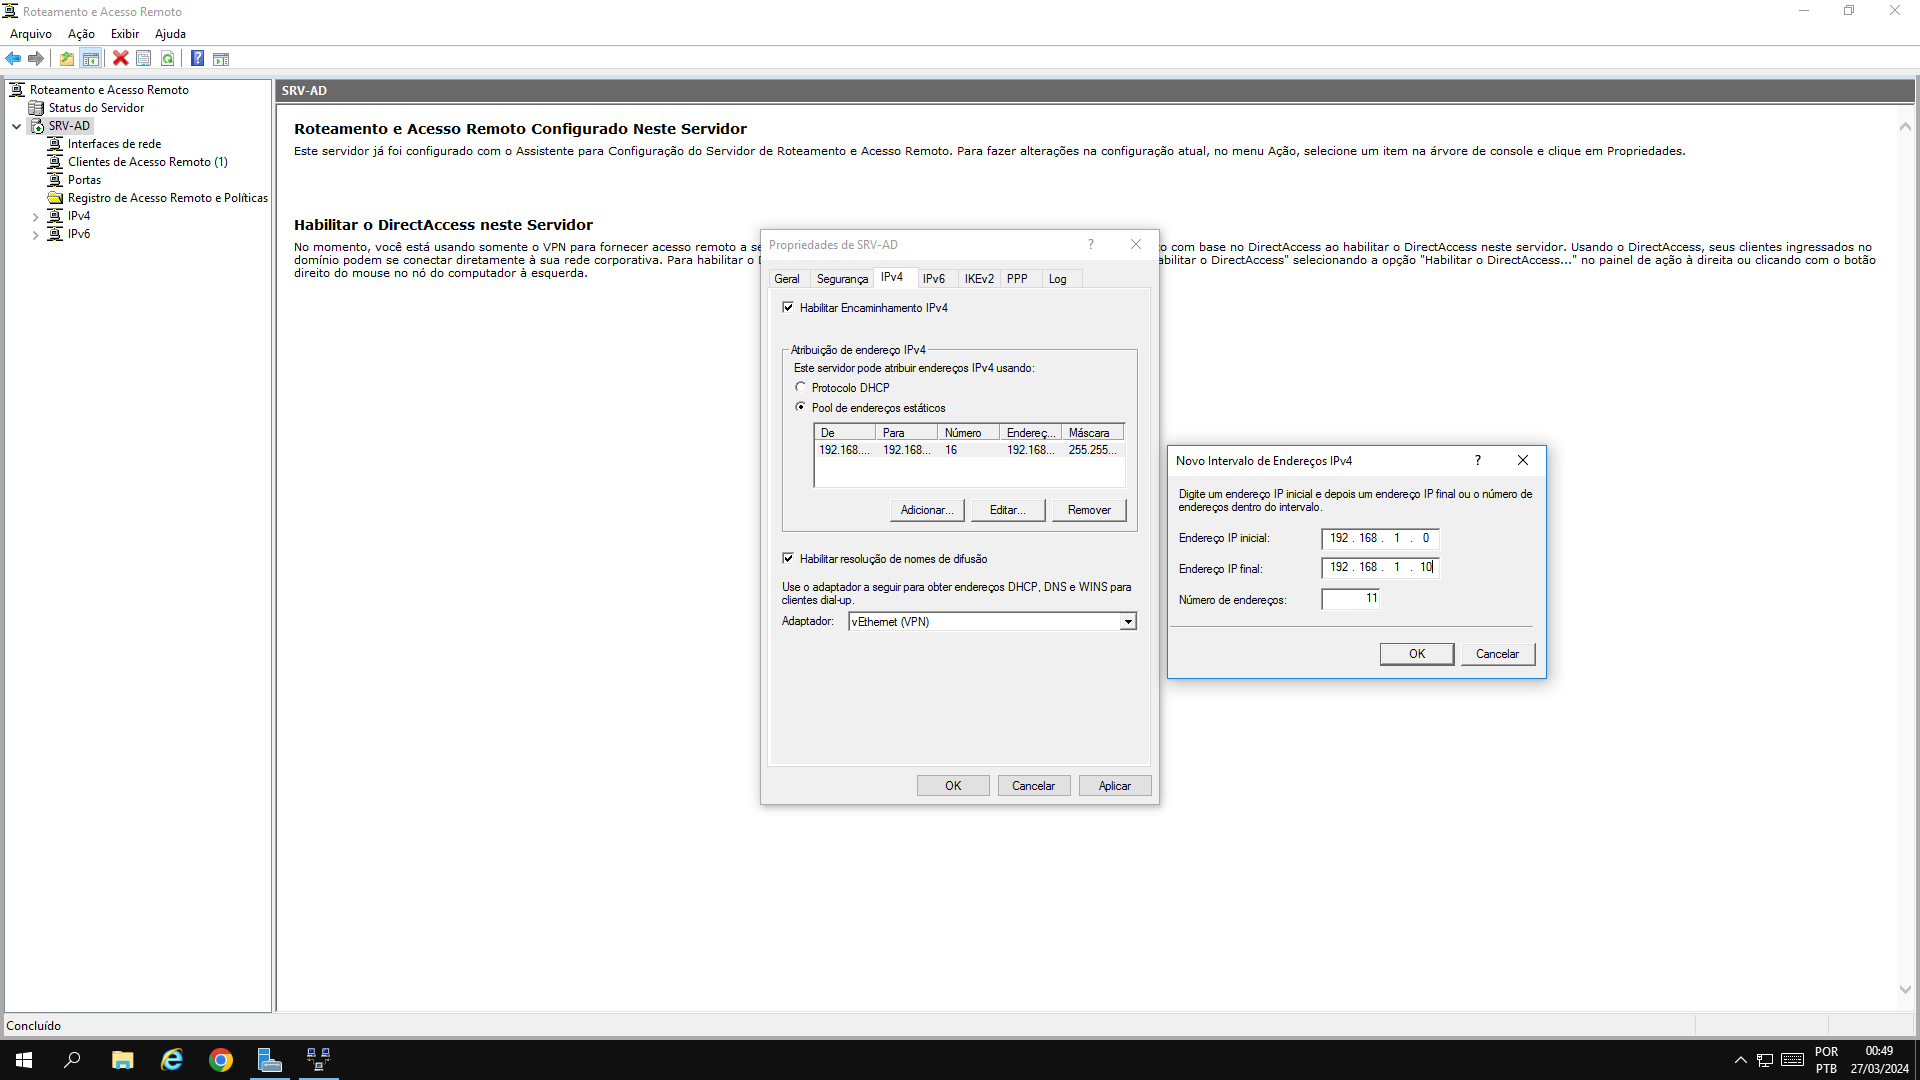 Roteamento e Acesso Remoto
Arquivo Ação Exibir Ajuda
Roteamento e Acesso Remoto
Status do Servidor
SRV-AD
Interfaces de rede
Clientes de Acesso Remoto (1)
Portas
Registro de Acesso Remoto e Políticas
IPv4
IPv6
SRV-AD
Roteamento e Acesso Remoto Configurado Neste Servidor
Este servidor já foi configurado com o Assistente para Configuração do Servidor de Roteamento e Acesso Remoto. Para fazer alterações na configuração atual, no menu Ação, selecione um item na árvore de console e clique em Propriedades.
Habilitar o DirectAccess neste Servidor
No momento, você está usando somente o VPN para fornecer acesso remoto a se to com base no DirectAccess ao habilitar o DirectAccess neste servidor. Usando o DirectAccess, seus clientes ingressados no
domínio podem se conectar diretamente à sua rede corporativa. Para habilitar o D abilitar o DirectAccess" selecionando a opção "Habilitar o DirectAccess..." no painel de ação à direita ou clicando com o botão
direito do mouse no nó do computador à esquerda.
Propriedades de SRV-AD ?
Geral Segurança IPv4 IPv6 IKEv2 PPP Log
Habilitar Encaminhamento IPv4
Atribuição de endereço IPv4
Este servidor pode atribuir endereços IPv4 usando:
Protocolo DHCP
Pool de endereços estáticos
De Para Número Endereç... Máscara
192.168.... 192.168... 16 192.168... 255.255...
Adicionar... Editar... Remover
Habilitar resolução de nomes de difusão
Use o adaptador a seguir para obter endereços DHCP, DNS e WINS para
clientes dial-up.
Adaptador: vEthernet (VPN)
OK Cancelar Aplicar
Novo Intervalo de Endereços IPv4 ?
Digite um endereço IP inicial e depois um endereço IP final ou o número de
endereços dentro do intervalo.
Endereço IP inicial: 192 . 168 . 1 . 0
Endereço IP final: 192 . 168 . 1 . 10
Número de endereços: 11
OK Cancelar
Concluído
POR
PTB
00:49
27/03/2024